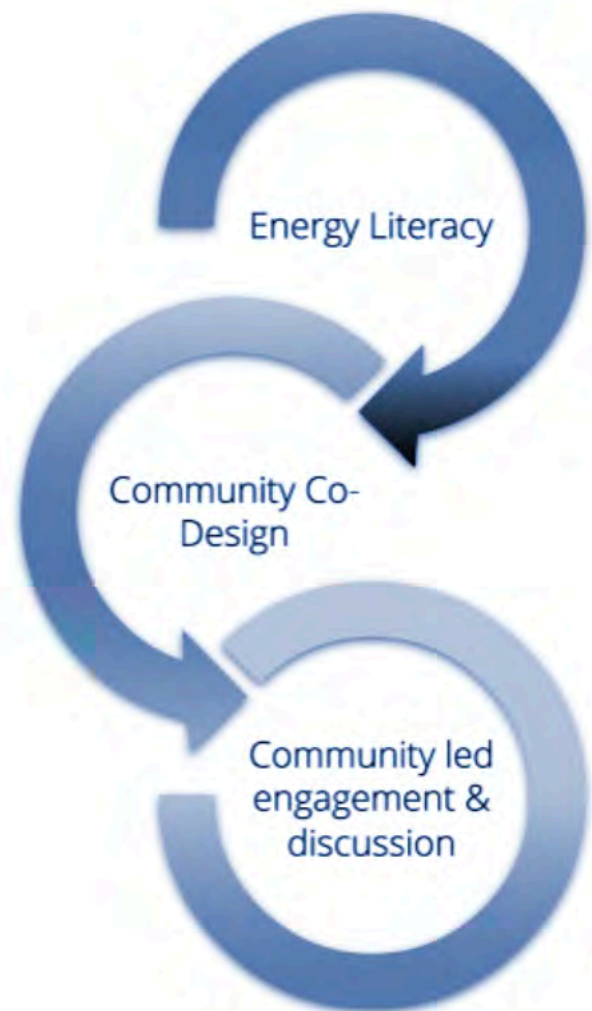 Energy Literacy
Community Co-
Design
Community led
engagement &
discussion